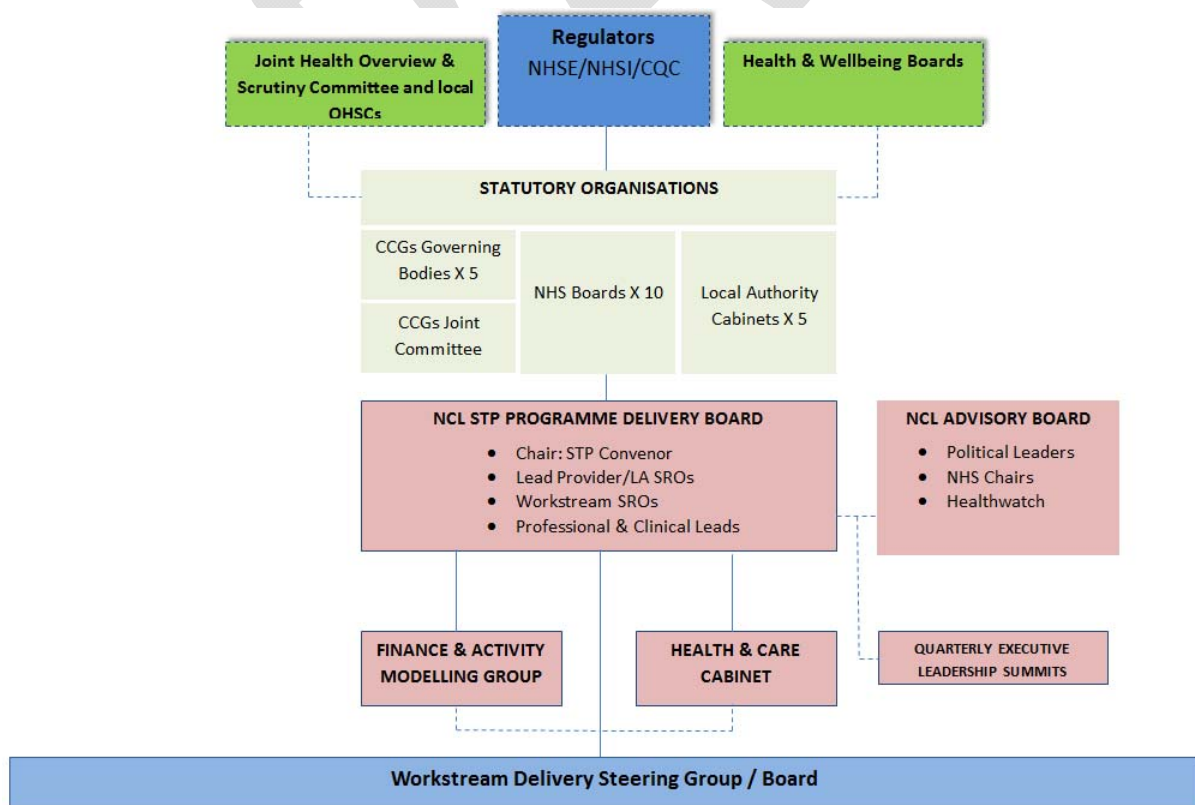 Joint Health Overview &
Scrutiny Committee and local
OHSCs
Regulators
NHSE/NHSI/CQC
Health & Wellbeing Boards
STATUTORY ORGANISATIONS
CCGs Governing
Bodies X 5
CCGs Joint
Committee
NHS Boards X 10
Local Authority
Cabinets X 5
NCL STP PROGRAMME DELIVERY BOARD
• Chair: STP Convenor
• Lead Provider/LA SROs
• Workstream SROs
• Professional & Clinical Leads
NCL ADVISORY BOARD
• Political Leaders
• NHS Chairs
• Healthwatch
FINANCE & ACTIVITY
MODELLING GROUP
HEALTH & CARE
CABINET
QUARTERLY EXECUTIVE
LEADERSHIP SUMMITS
Workstream Delivery Steering Group / Board